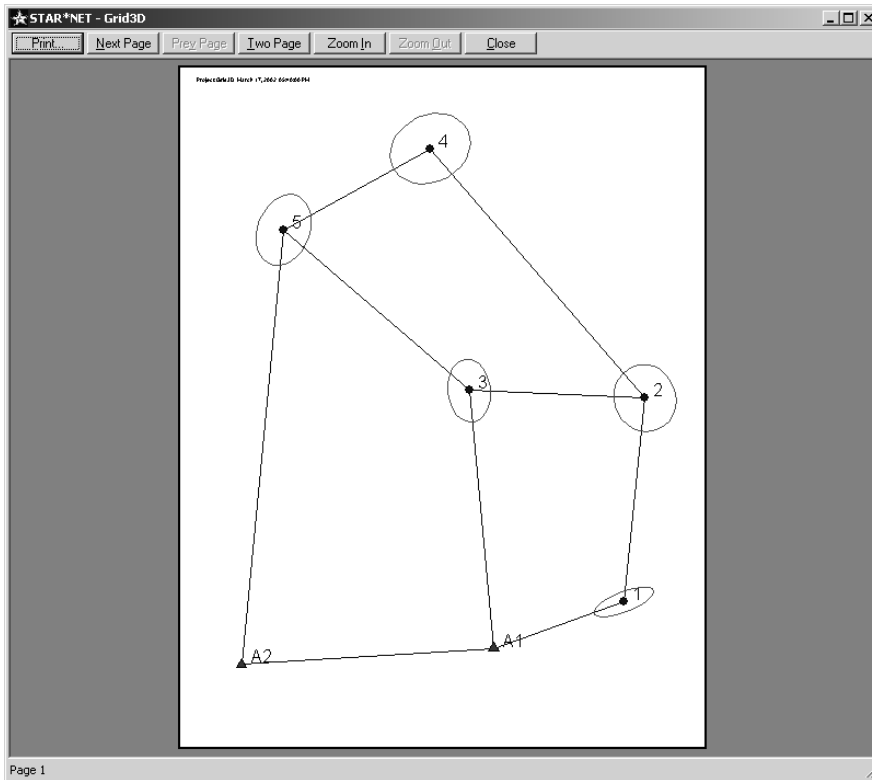 STAR*NET - Grid3D
Print... Next Page Prev Page Two Page Zoom In Zoom Out Close
4
5
3
2
1
A1
A2
Page 1